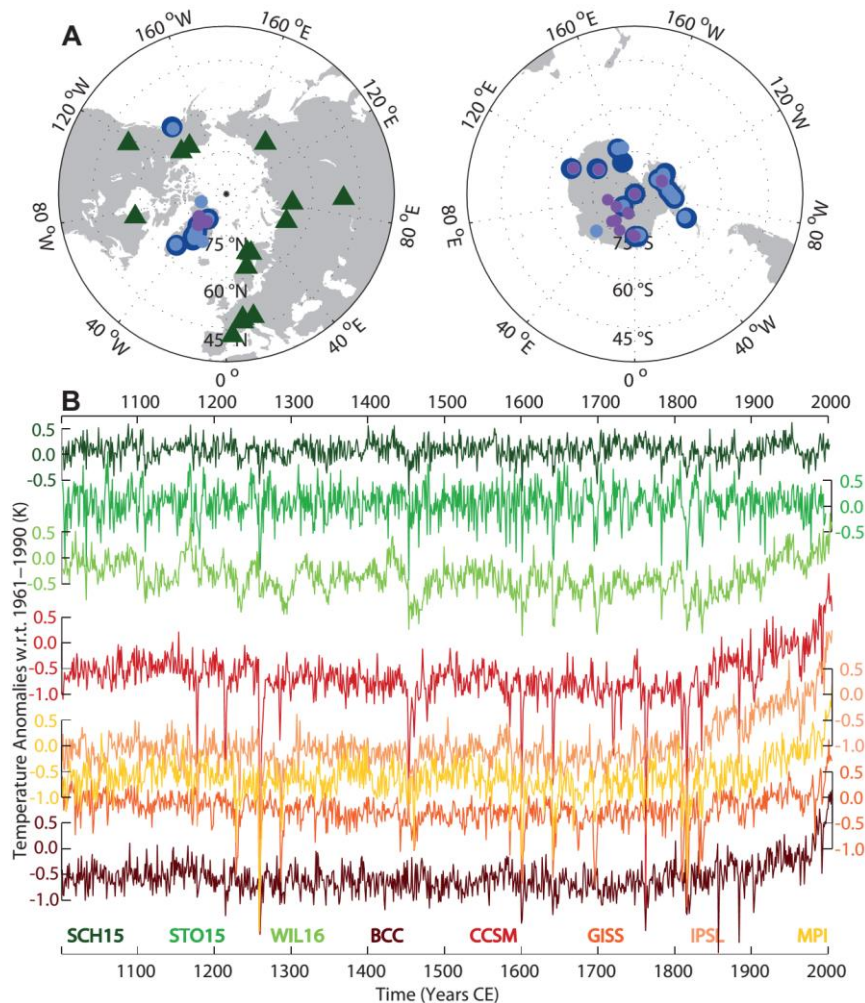 A
160 °W
160 °E
120 °W
120 °E
80 °W
80 °E
40 °W
40 °E
0 °
75 °N
60 °N
45 °N
160 °E
160 °W
120 °E
120 °W
80 °E
80 °W
40 °E
40 °W
0 °
75 °S
60 °S
45 °S
B
1100 1200 1300 1400 1500 1600 1700 1800 1900 2000
Temperature Anomalies w.r.t. 1961–1990 (K)
0.5
0.0
-0.5
0.5
0.0
-0.5
0.5
0.0
-0.5
0.5
0.0
-0.5
-1.0
0.5
0.0
-0.5
-1.0
0.5
0.0
-0.5
-1.0
0.5
0.0
-0.5
-1.0
0.5
0.0
-0.5
-1.0
SCH15 STO15 WIL16 BCC CCSM GISS IPSL MPI
1100 1200 1300 1400 1500 1600 1700 1800 1900 2000
Time (Years CE)